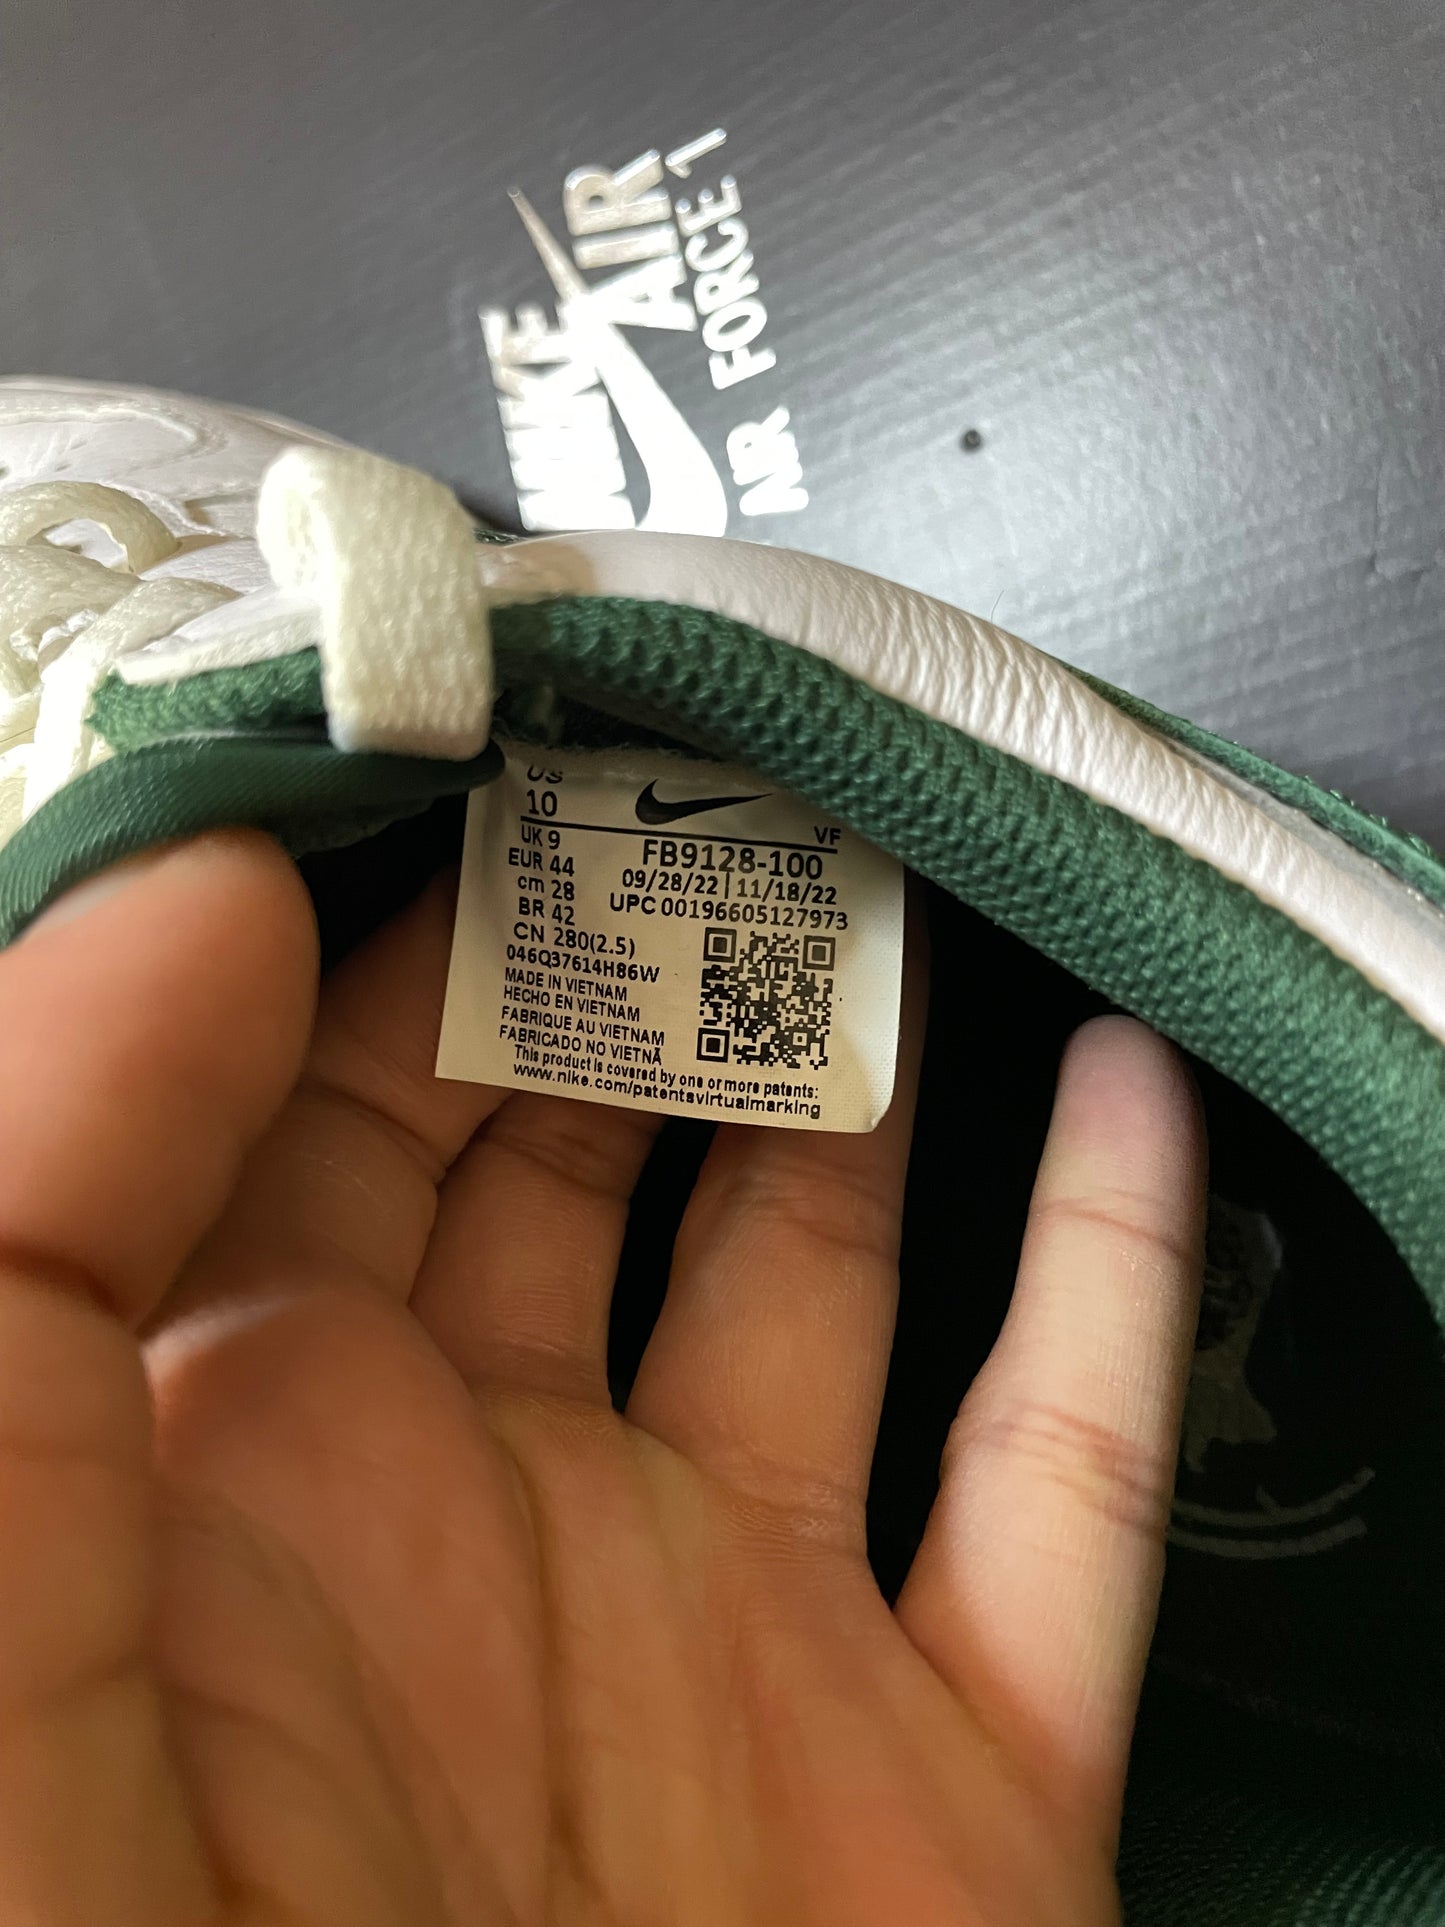 NIKE AIR
AIR FORCE 1
US
10
UK 9
EUR 44
cm 28
BR 42
CN 280(2.5)
VF
FB9128-100
09/28/22 | 11/18/22
UPC 00196605127973
046Q37614H86W
MADE IN VIETNAM
HECHO EN VIETNAM
FABRIQUE AU VIETNAM
FABRICADO NO VIETNÃ
This product is covered by one or more patents:
www.nike.com/patentsvirtualmarking